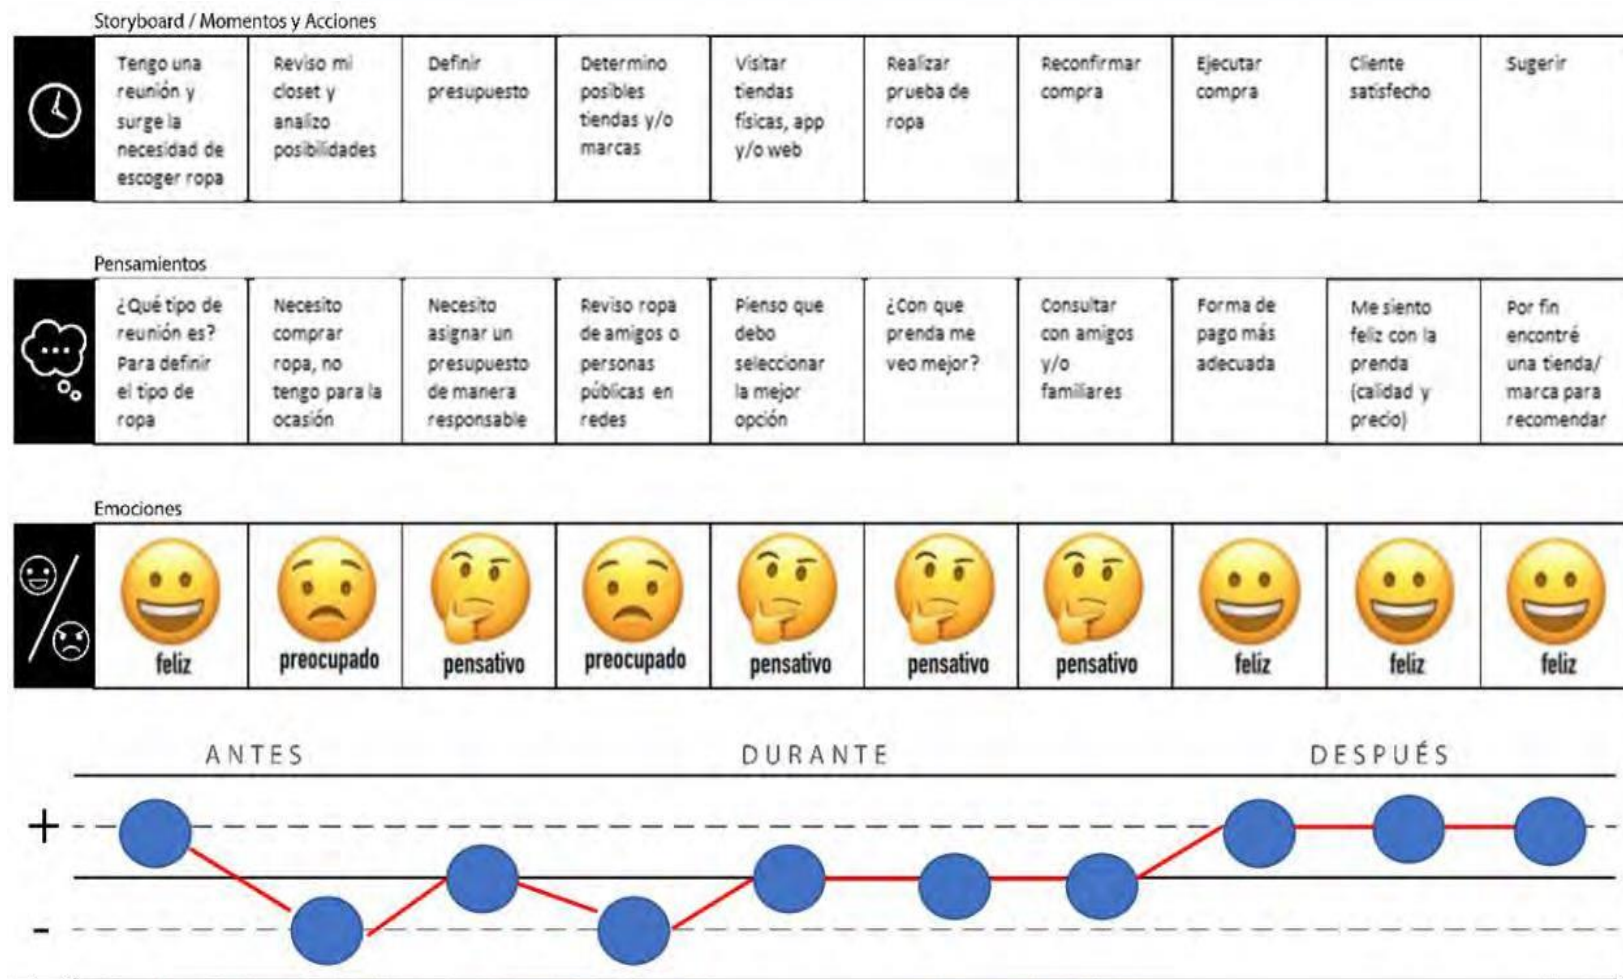 Storyboard / Momentos y Acciones
Tengo una
reunión y
surge la
necesidad de
escoger ropa
Reviso mi
closet y
analizo
posibilidades
Definir
presupuesto
Determino
posibles
tiendas y/o
marcas
Visitar
tiendas
físicas, app
y/o web
Realizar
prueba de
ropa
Reconfirmar
compra
Ejecutar
compra
Cliente
satisfecho
Sugerir
Pensamientos
¿Qué tipo de
reunión es?
Para definir
el tipo de
ropa
Necesito
comprar
ropa, no
tengo para la
ocasión
Necesito
asignar un
presupuesto
de manera
responsable
Reviso ropa
de amigos o
personas
públicas en
redes
Pienso que
debo
seleccionar
la mejor
opción
¿Con que
prenda me
veo mejor?
Consultar
con amigos
y/o
familiares
Forma de
pago más
adecuada
Me siento
feliz con la
prenda
(calidad y
precio)
Por fin
encontré
una tienda/
marca para
recomendar
Emociones
feliz
preocupado
pensativo
preocupado
pensativo
pensativo
pensativo
feliz
feliz
feliz
ANTES
DURANTE
DESPUÉS
+
-